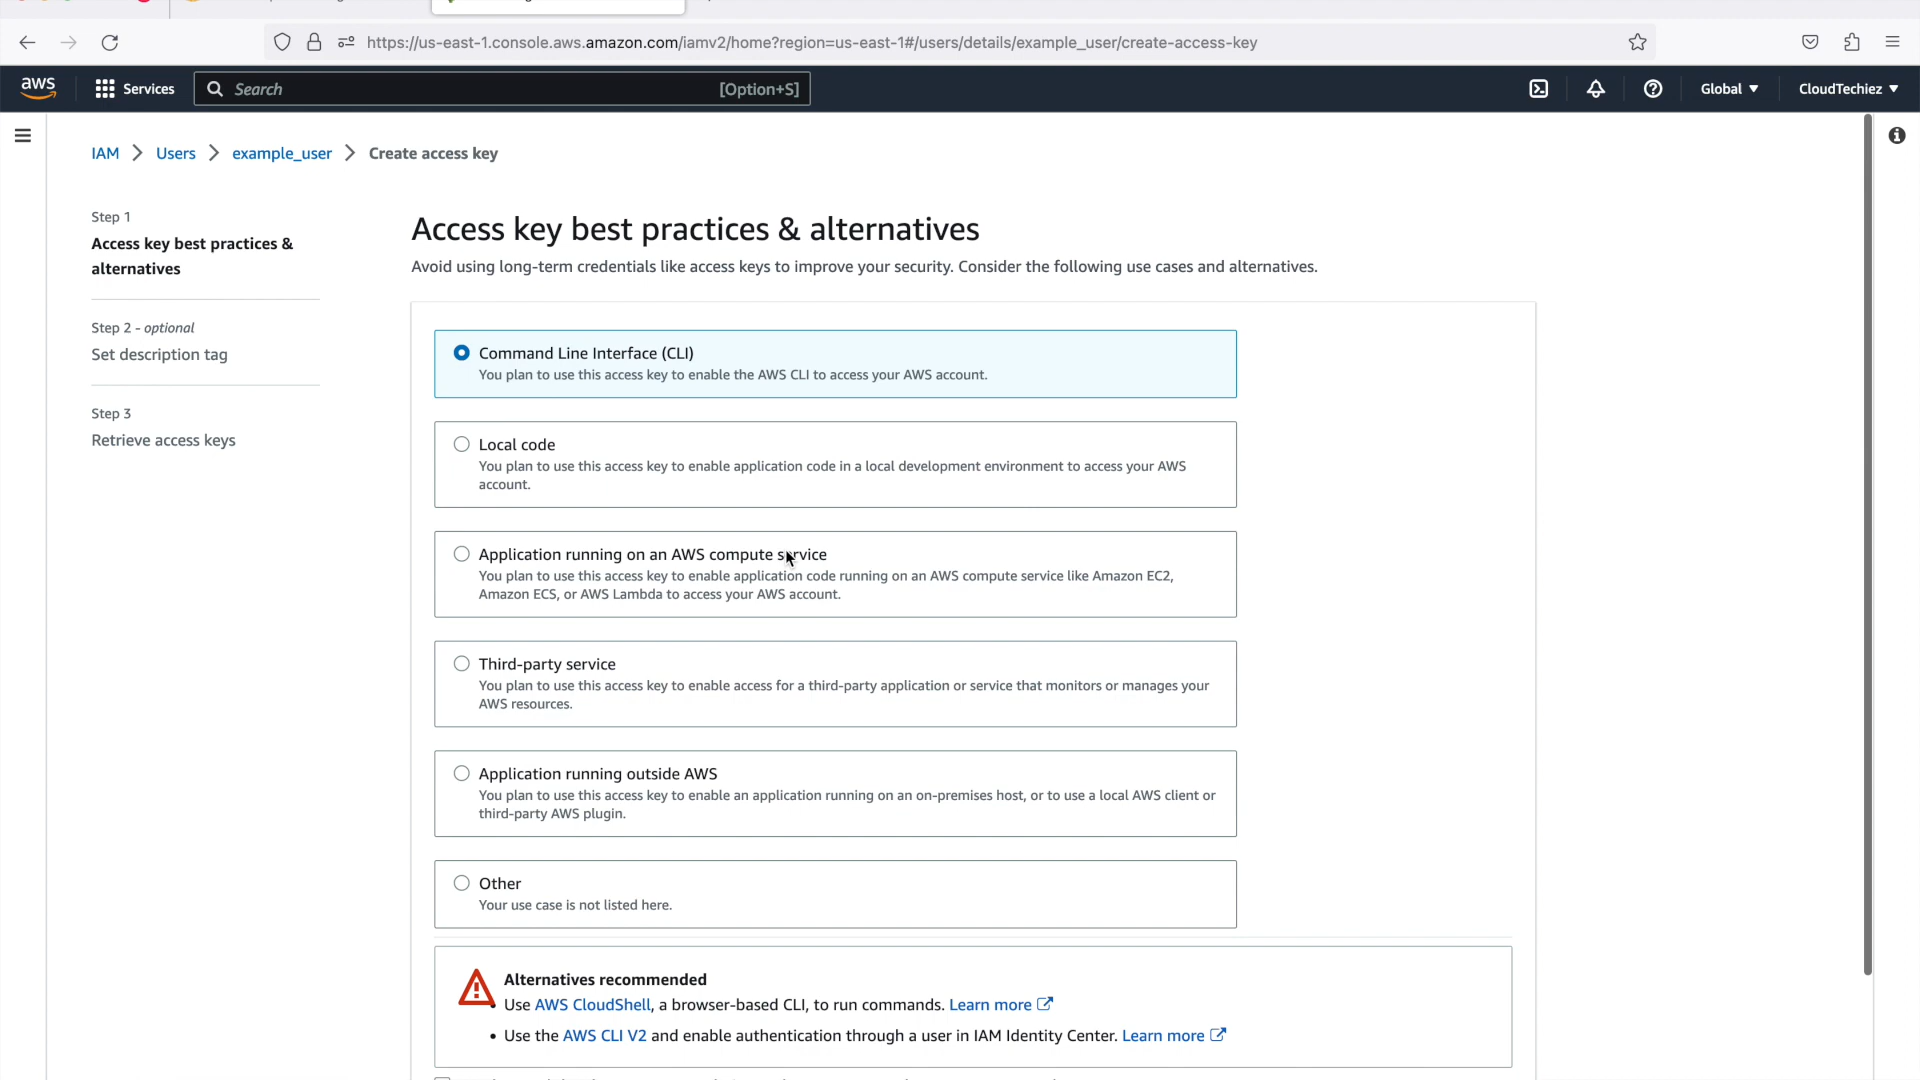 https://us-east-1.console.aws.amazon.com/iamv2/home?region=us-east-1#/users/details/example_user/create-access-key
aws
Services
Search
[Option+S]
Global
CloudTechiez
IAM
Users
example_user
Create access key
Step 1
Access key best practices &
alternatives
Step 2 - optional
Set description tag
Step 3
Retrieve access keys
Access key best practices & alternatives
Avoid using long-term credentials like access keys to improve your security. Consider the following use cases and alternatives.
Command Line Interface (CLI)
You plan to use this access key to enable the AWS CLI to access your AWS account.
Local code
You plan to use this access key to enable application code in a local development environment to access your AWS
account.
Application running on an AWS compute service
You plan to use this access key to enable application code running on an AWS compute service like Amazon EC2,
Amazon ECS, or AWS Lambda to access your AWS account.
Third-party service
You plan to use this access key to enable access for a third-party application or service that monitors or manages your
AWS resources.
Application running outside AWS
You plan to use this access key to enable an application running on an on-premises host, or to use a local AWS client or
third-party AWS plugin.
Other
Your use case is not listed here.
Alternatives recommended
• Use AWS CloudShell, a browser-based CLI, to run commands. Learn more
• Use the AWS CLI V2 and enable authentication through a user in IAM Identity Center. Learn more